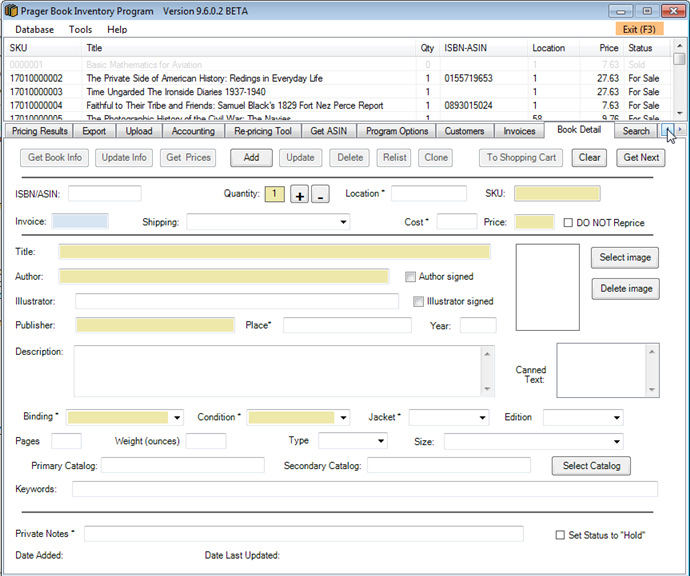 Prager Book Inventory Program Version 9.6.0.2 BETA
Database Tools Help Exit (F3)
SKU Title Qty ISBN-ASIN Location Price Status
0000001 Basic Mathematics for Aviation 0 1 7.63 Sold
17010000002 The Private Side of American History: Redings in Everyday Life 1 0155719653 1 27.63 For Sale
17010000003 Time Ungarded The Ironside Diaries 1937-1940 1 1 27.63 For Sale
17010000004 Faithful to Their Tribe and Friends: Samuel Black's 1829 Fort Nez Perce Report 1 0893015024 1 7.63 For Sale
17010000005 The Photographic History of the Civil War: The Navies 1 58 9.76 For Sale
Pricing Results Export Upload Accounting Re-pricing Tool Get ASIN Program Options Customers Invoices Book Detail Search
Get Book Info Update Info Get Prices Add Update Delete Relist Clone To Shopping Cart Clear Get Next
ISBN/ASIN: Quantity: 1 + - Location * SKU:
Invoice: Shipping: Cost * Price: DO NOT Reprice
Title: Select image
Author: Author signed
Delete image
Illustrator: Illustrator signed
Publisher: Place* Year:
Description: Canned Text:
Binding * Condition * Jacket * Edition
Pages Weight (ounces) Type Size:
Primary Catalog: Secondary Catalog: Select Catalog
Keywords:
Private Notes * Set Status to "Hold"
Date Added: Date Last Updated: